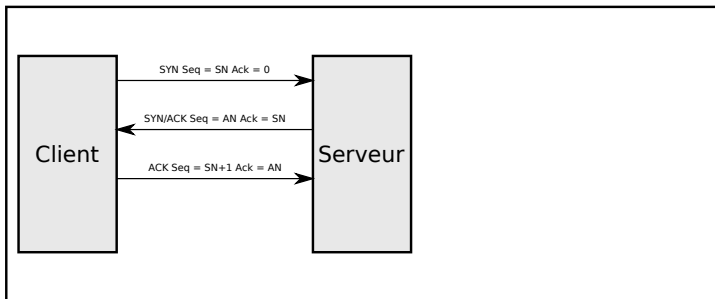 SYN Seq = SN Ack = 0
SYN/ACK Seq = AN Ack = SN
Client
Serveur
ACK Seq = SN+1 Ack = AN